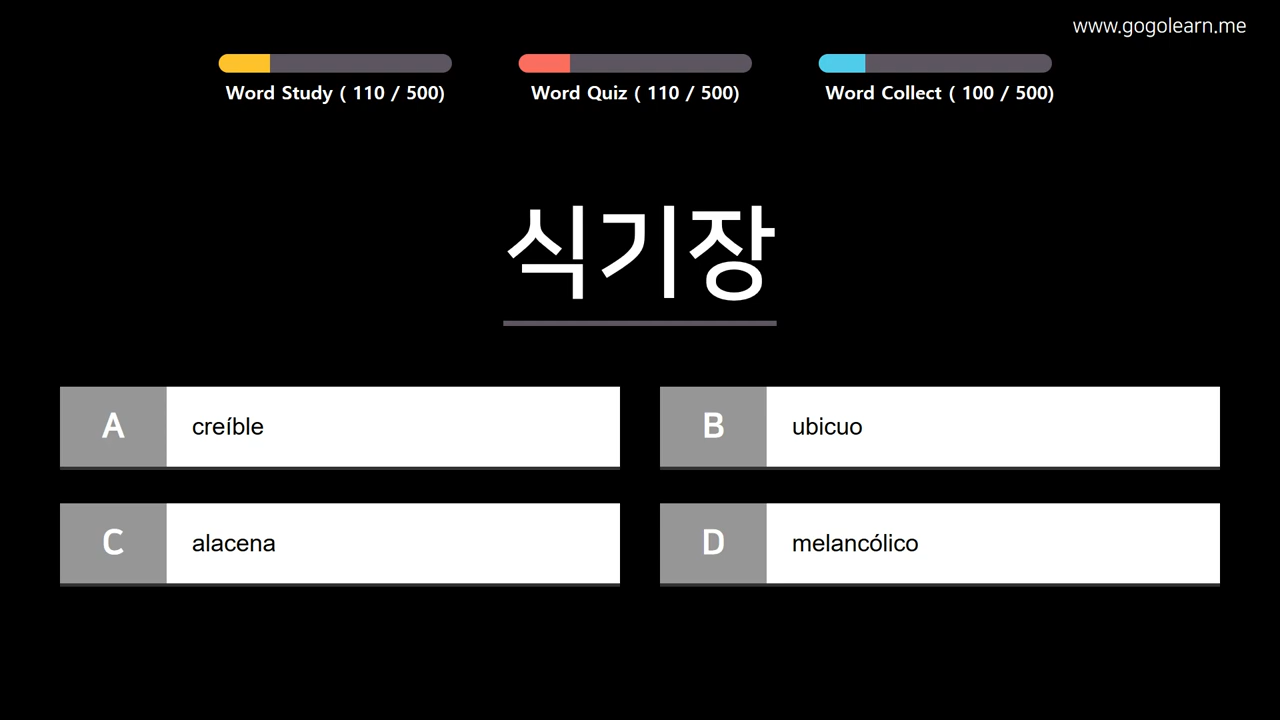 www.gogolearn.me
Word Study ( 110 / 500)
Word Quiz ( 110 / 500)
Word Collect ( 100 / 500)
식기장
A creíble
B ubicuo
C alacena
D melancólico